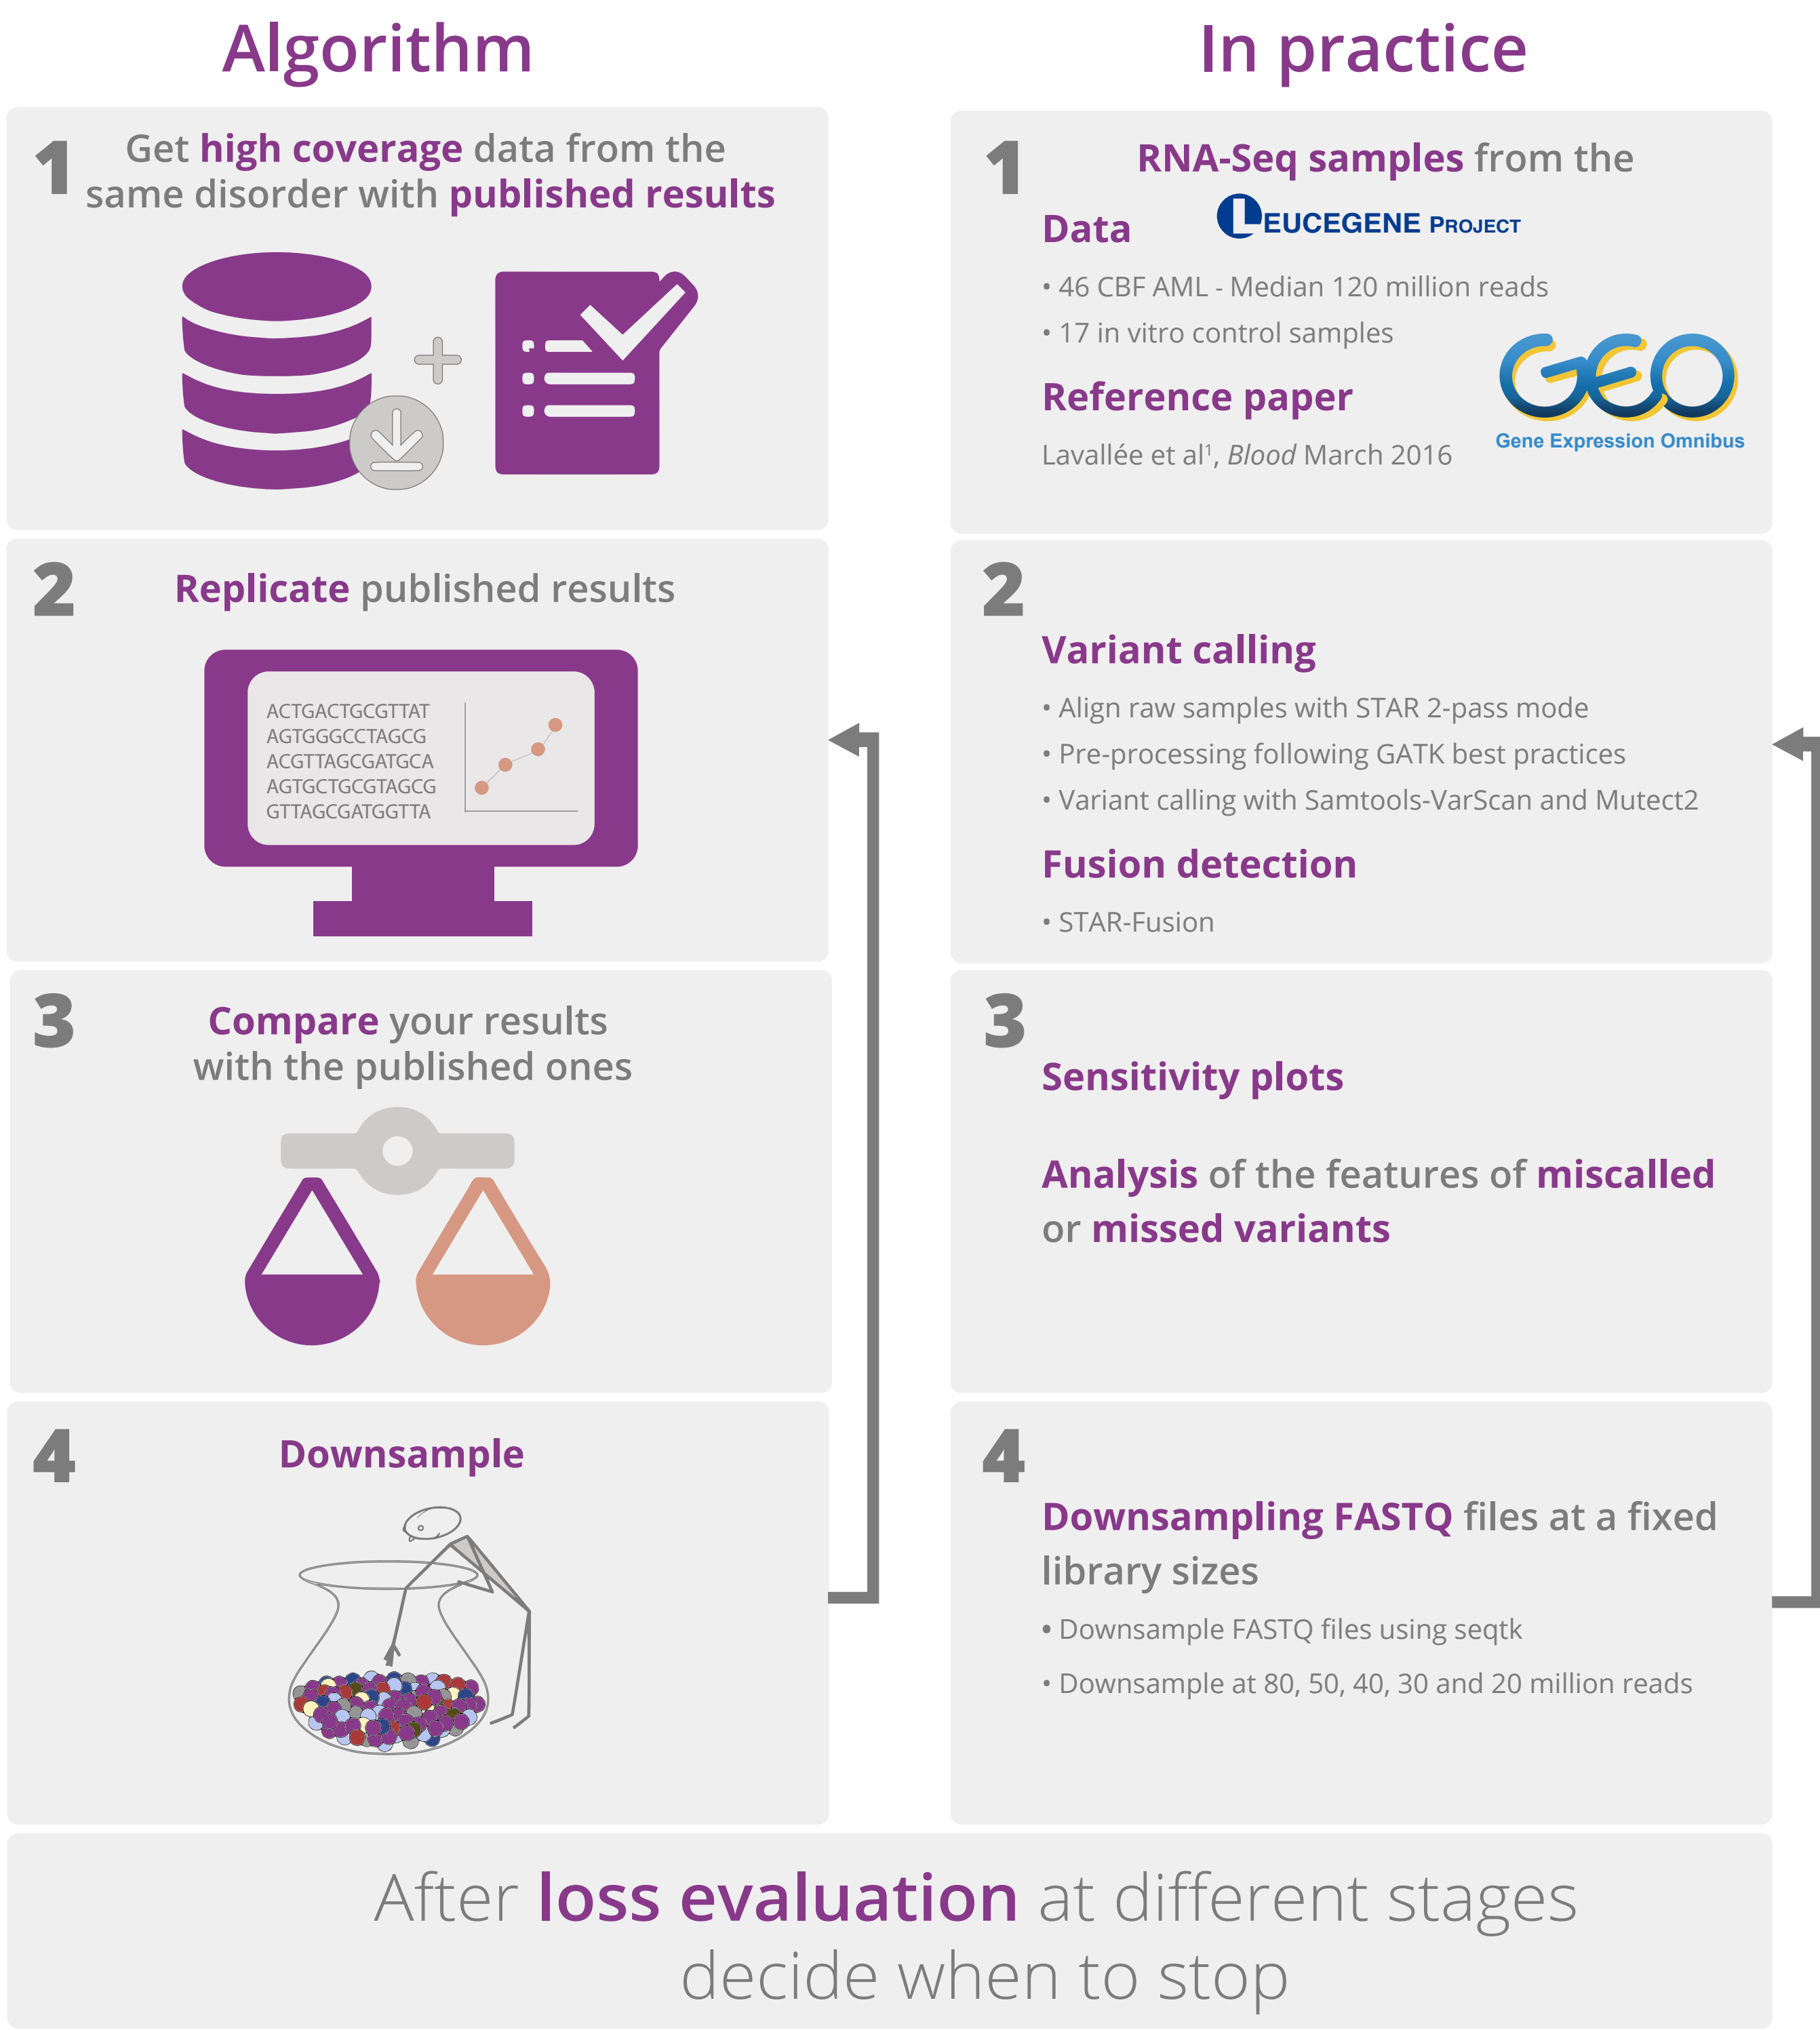 Algorithm
1
Get high coverage data from the
same disorder with published results
2
Replicate published results
ACTGACTGCGTTAT
AGTGGGCCTAGCG
ACGTTAGCGATGCA
AGTGCTGCGTAGCG
GTTAGCGATGGTTA
3
Compare your results
with the published ones
4
Downsample
In practice
1
RNA-Seq samples from the
LEUCEGENE PROJECT
Data
• 46 CBF AML - Median 120 million reads
• 17 in vitro control samples
GEO
Gene Expression Omnibus
Reference paper
Lavallée et al¹, Blood March 2016
2
Variant calling
• Align raw samples with STAR 2-pass mode
• Pre-processing following GATK best practices
• Variant calling with Samtools-VarScan and Mutect2
Fusion detection
• STAR-Fusion
3
Sensitivity plots
Analysis of the features of miscalled
or missed variants
4
Downsampling FASTQ files at a fixed
library sizes
• Downsample FASTQ files using seqtk
• Downsample at 80, 50, 40, 30 and 20 million reads
After loss evaluation at different stages
decide when to stop